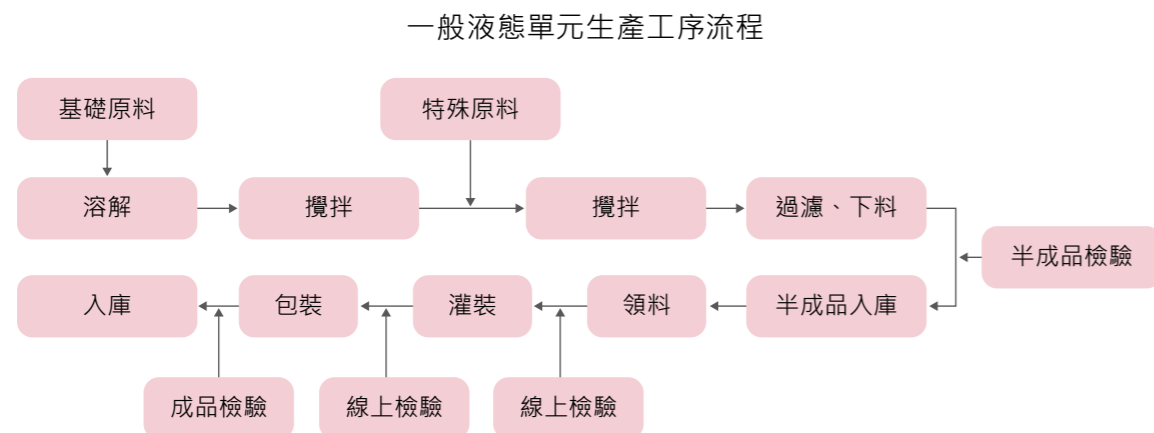 一般液態單元生產工序流程
基礎原料
特殊原料
溶解
攪拌
攪拌
過濾、下料
半成品檢驗
入庫
包裝
灌裝
領料
半成品入庫
成品檢驗
線上檢驗
線上檢驗